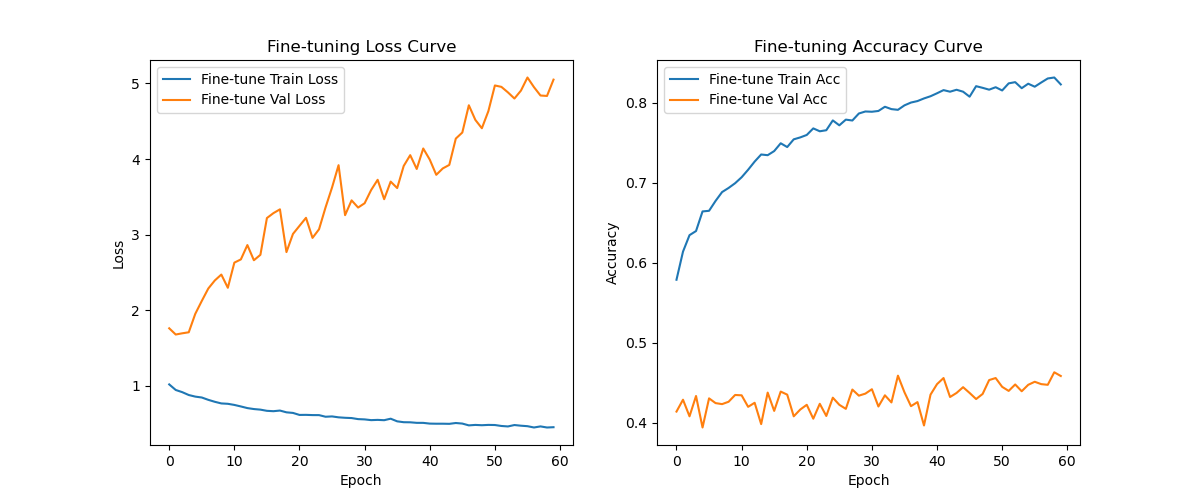 Fine-tuning Loss Curve
Fine-tune Train Loss
Fine-tune Val Loss
5
4
3
2
1
Loss
0 10 20 30 40 50 60
Epoch
Fine-tuning Accuracy Curve
Fine-tune Train Acc
Fine-tune Val Acc
0.8
0.7
0.6
0.5
0.4
Accuracy
0 10 20 30 40 50 60
Epoch